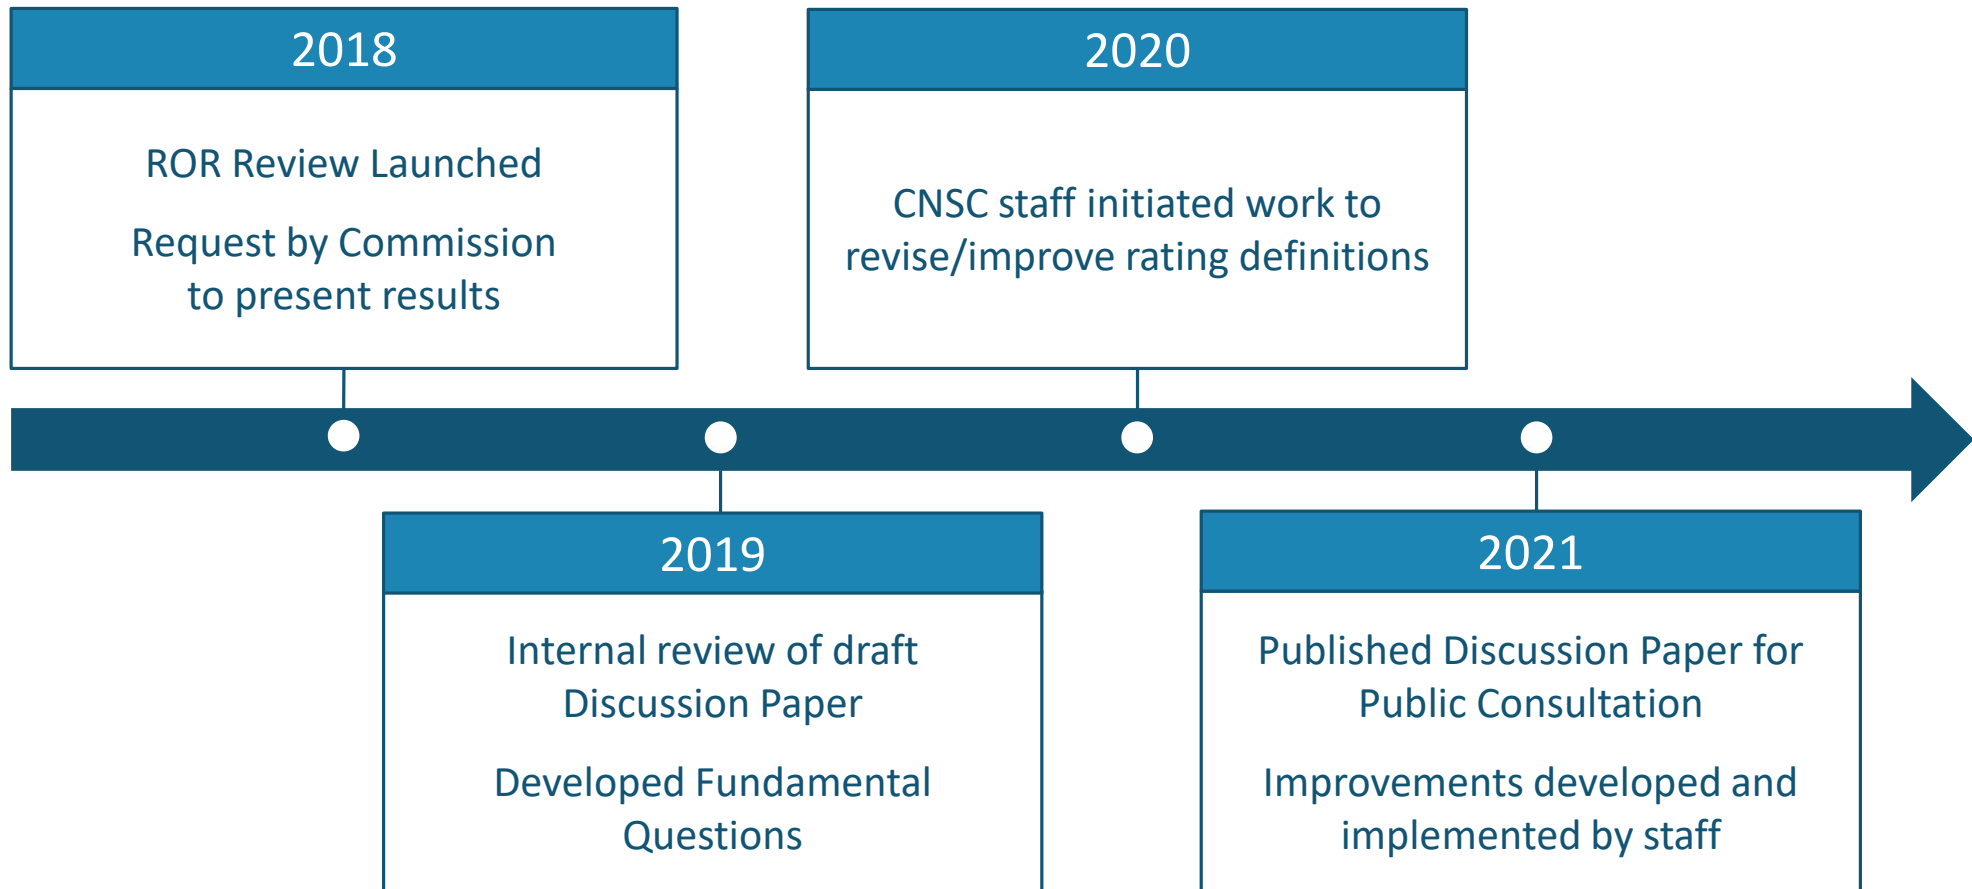 2018
ROR Review Launched
Request by Commission
to present results
2019
Internal review of draft
Discussion Paper
Developed Fundamental
Questions
2020
CNSC staff initiated work to
revise/improve rating definitions
2021
Published Discussion Paper for
Public Consultation
Improvements developed and
implemented by staff